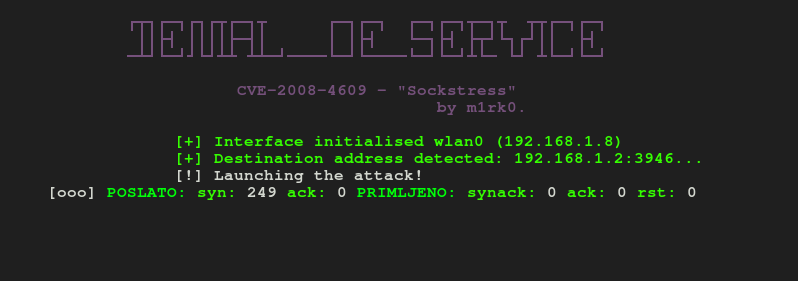 DENIAL_OF_SERVICE
CVE-2008-4609 - "Sockstress"
by m1rk0.
[+] Interface initialised wlan0 (192.168.1.8)
[+] Destination address detected: 192.168.1.2:3946...
[!] Launching the attack!
[ooo] POSLATO: syn: 249 ack: 0 PRIMLJENO: synack: 0 ack: 0 rst: 0